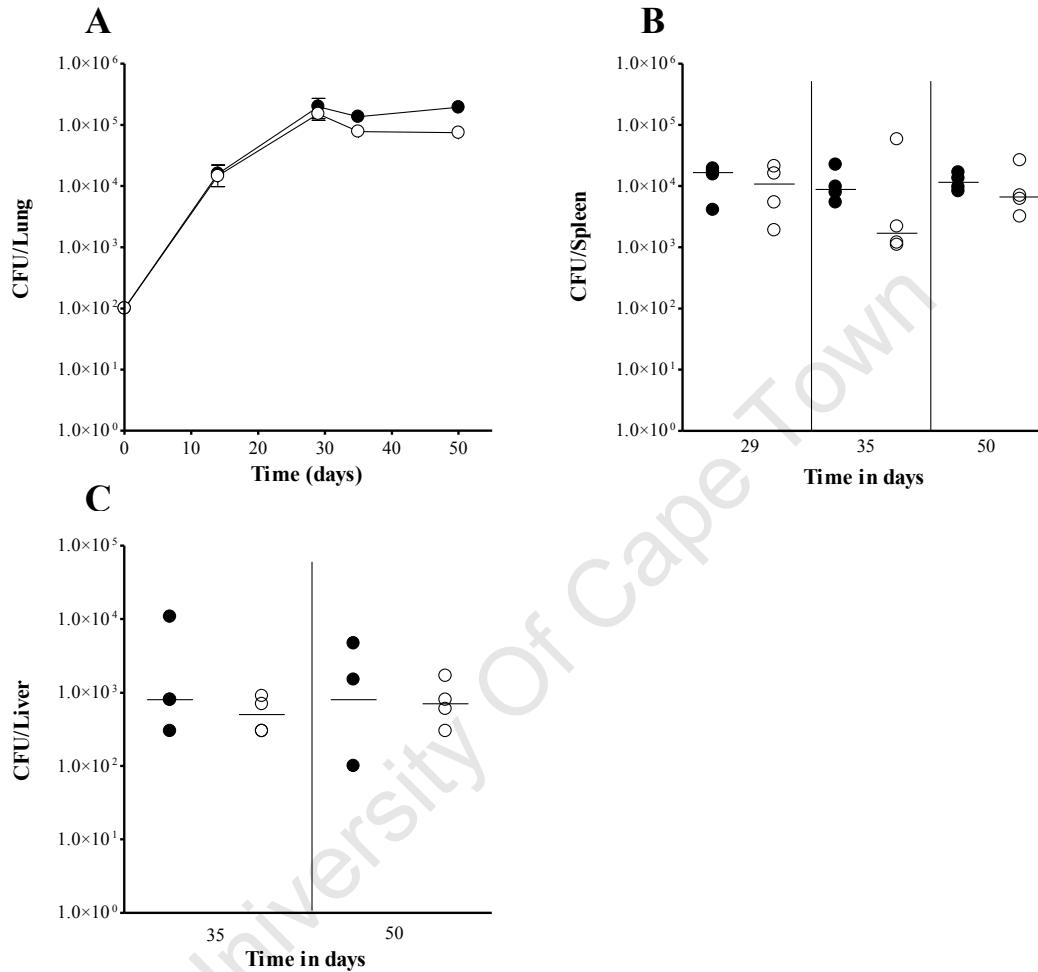 A
CFU/Lung
1.0×10⁶
1.0×10⁵
1.0×10⁴
1.0×10³
1.0×10²
1.0×10¹
1.0×10⁰
0 10 20 30 40 50
Time (days)
B
CFU/Spleen
1.0×10⁶
1.0×10⁵
1.0×10⁴
1.0×10³
1.0×10²
1.0×10¹
1.0×10⁰
29 35 50
Time in days
C
CFU/Liver
1.0×10⁵
1.0×10⁴
1.0×10³
1.0×10²
1.0×10¹
1.0×10⁰
35 50
Time in days
University Of Cape Town